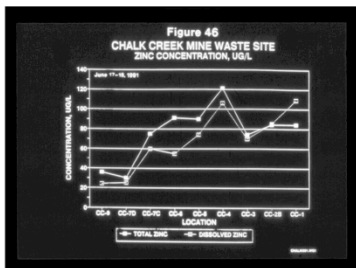 Figure 46
CHALK CREEK MINE WASTE SITE
ZINC CONCENTRATION, UG/L
June 17-18, 1991
CONCENTRATION, UG/L
140
120
100
80
60
40
20
0
CC-9 CC-7D CC-7C CC-6 CC-5 CC-4 CC-3 CC-2B CC-1
LOCATION
TOTAL ZINC DISSOLVED ZINC